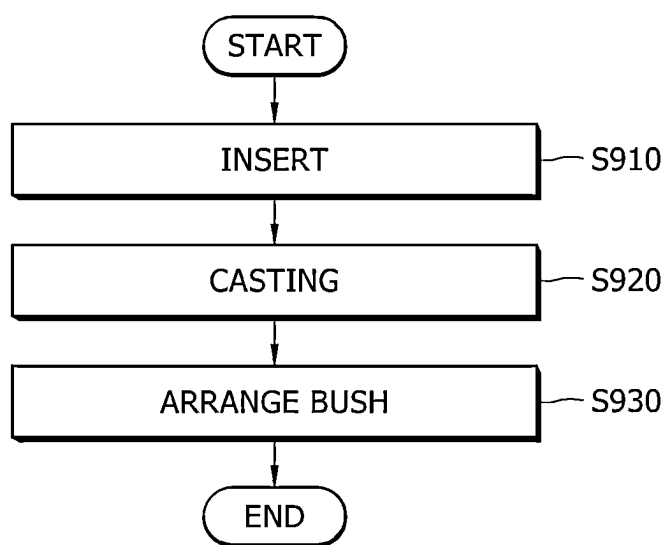 START
INSERT
S910
CASTING
S920
ARRANGE BUSH
S930
END